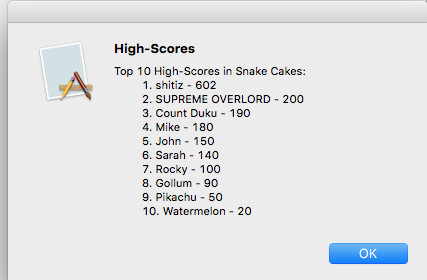 High-Scores
Top 10 High-Scores in Snake Cakes:
1. shitiz - 602
2. SUPREME OVERLORD - 200
3. Count Duku - 190
4. Mike - 180
5. John - 150
6. Sarah - 140
7. Rocky - 100
8. Gollum - 90
9. Pikachu - 50
10. Watermelon - 20
OK